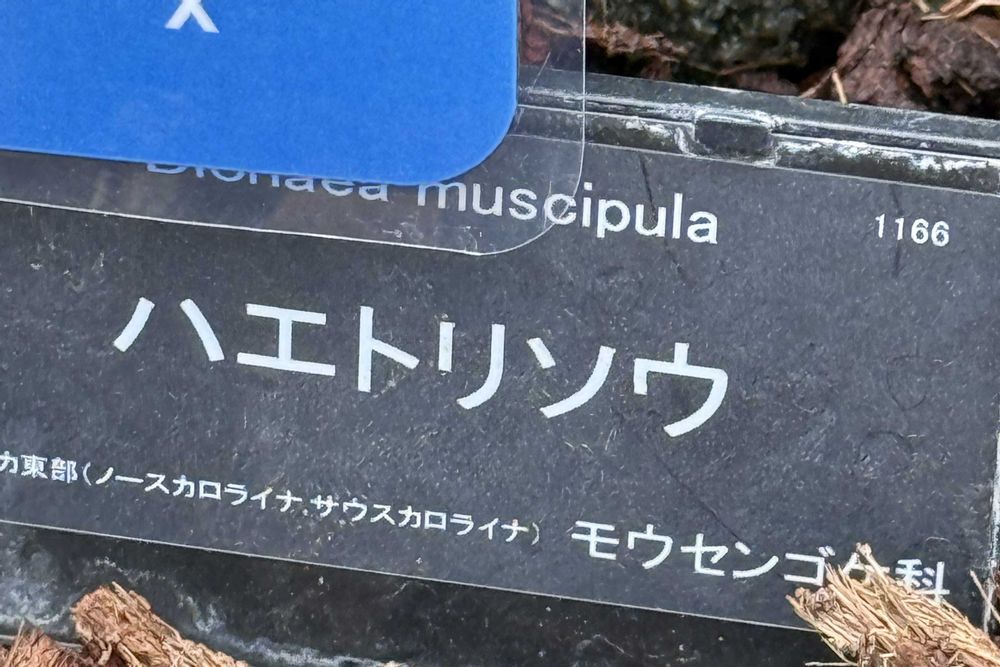 x
Dionaea muscipula
1166
ハエトリソウ
カ東部(ノースカロライナ,サウスカロライナ)
モウセンゴケ科